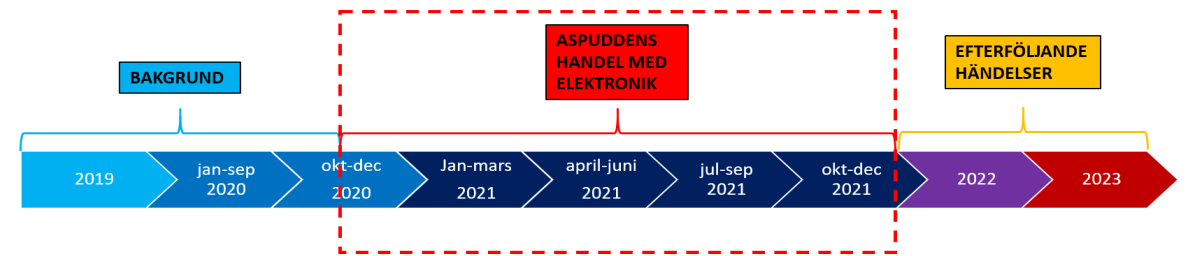 BAKGRUND
ASPUDDENS
HANDEL MED
ELEKTRONIK
EFTERFÖLJANDE
HÄNDELSER
2019
jan-sep
2020
okt-dec
2020
Jan-mars
2021
april-juni
2021
jul-sep
2021
okt-dec
2021
2022
2023